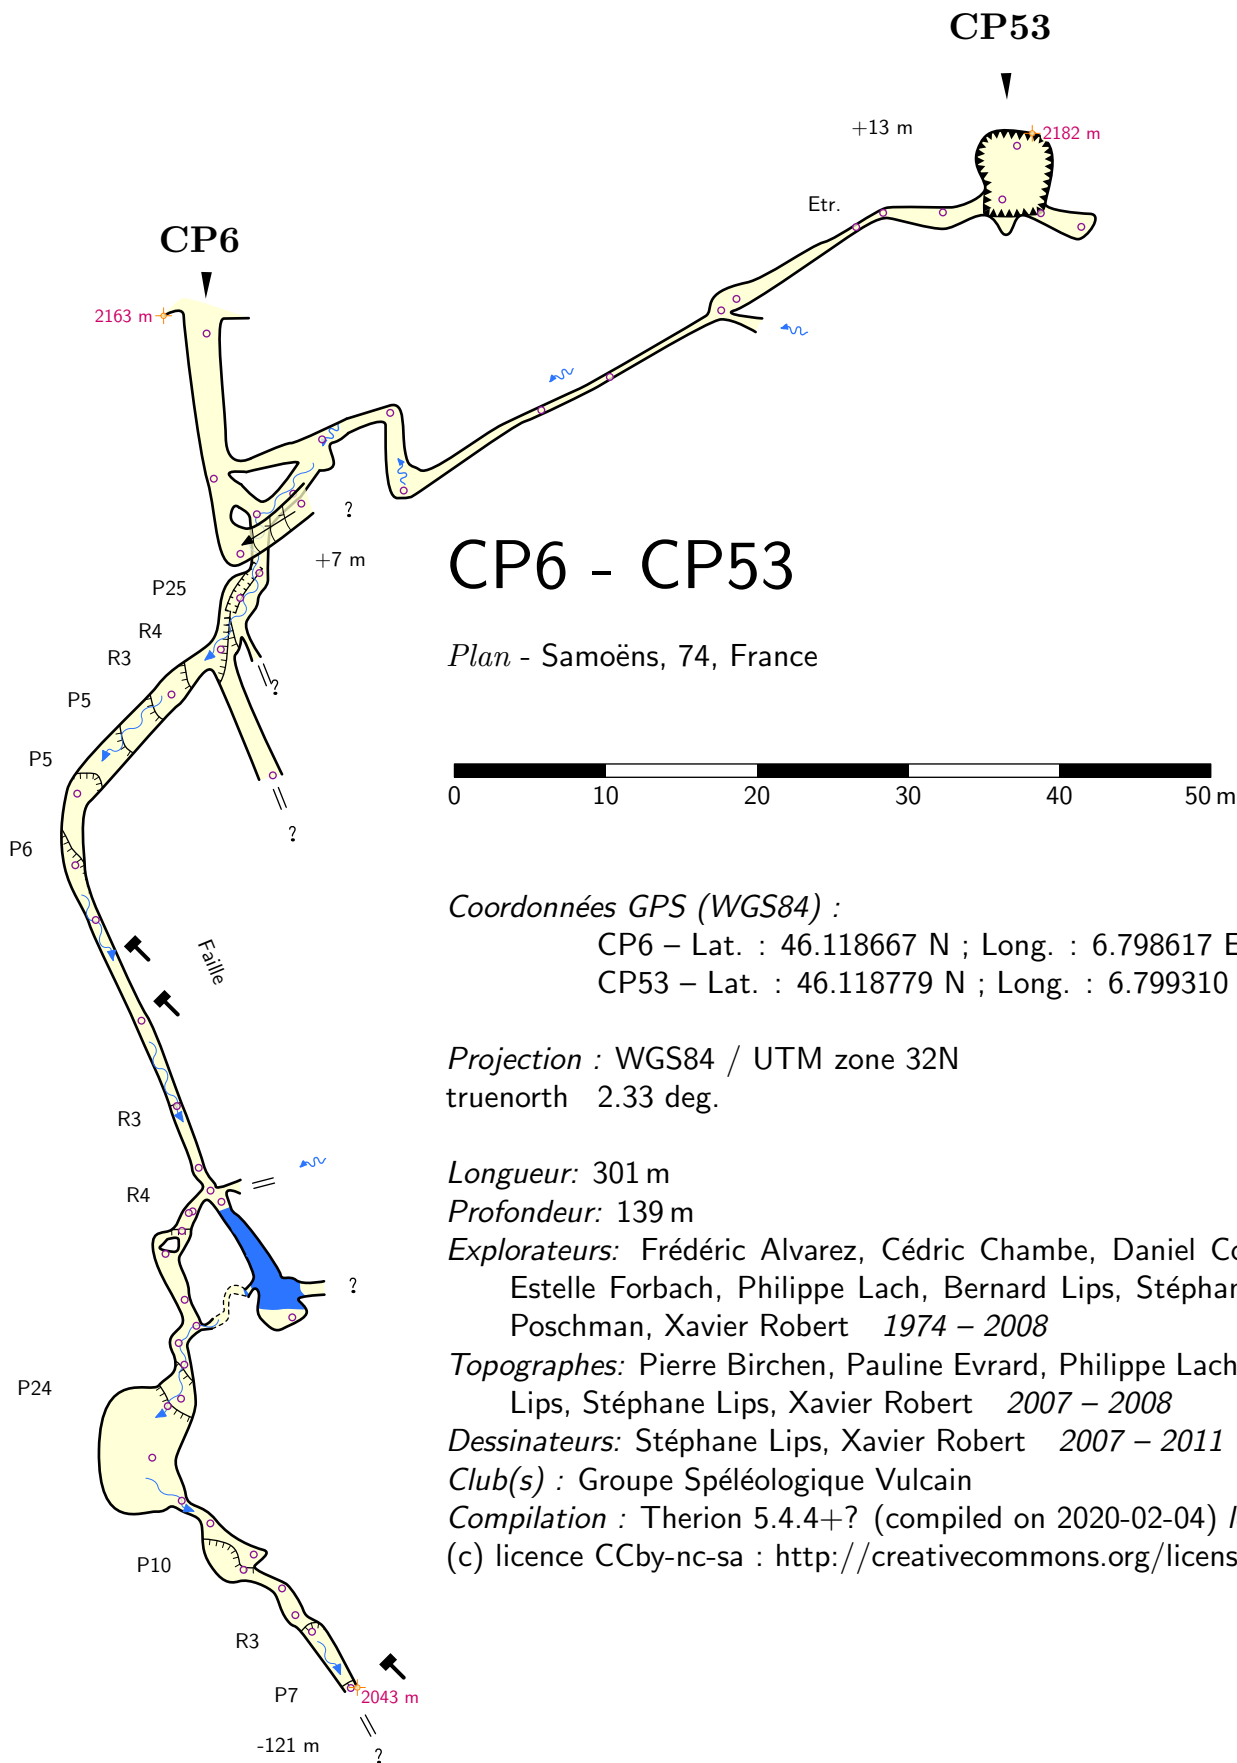 CP53
+13 m
2182 m
Etr.
CP6
2163 m
?
+7 m
P25
R4
R3
?
P5
P5
?
P6
Faille
R3
R4
?
P24
P10
R3
P7
2043 m
-121 m
?
CP6 - CP53
Plan - Samoëns, 74, France
0 10 20 30 40 50 m
Coordonnées GPS (WGS84) :
CP6 – Lat. : 46.118667 N ; Long. : 6.798617 E
CP53 – Lat. : 46.118779 N ; Long. : 6.799310
Projection : WGS84 / UTM zone 32N
truenorth 2.33 deg.
Longueur: 301 m
Profondeur: 139 m
Explorateurs: Frédéric Alvarez, Cédric Chambe, Daniel Co
Estelle Forbach, Philippe Lach, Bernard Lips, Stéphan
Poschman, Xavier Robert 1974 – 2008
Topographes: Pierre Birchen, Pauline Evrard, Philippe Lach
Lips, Stéphane Lips, Xavier Robert 2007 – 2008
Dessinateurs: Stéphane Lips, Xavier Robert 2007 – 2011
Club(s) : Groupe Spéléologique Vulcain
Compilation : Therion 5.4.4+? (compiled on 2020-02-04)
(c) licence CCby-nc-sa : http://creativecommons.org/licens